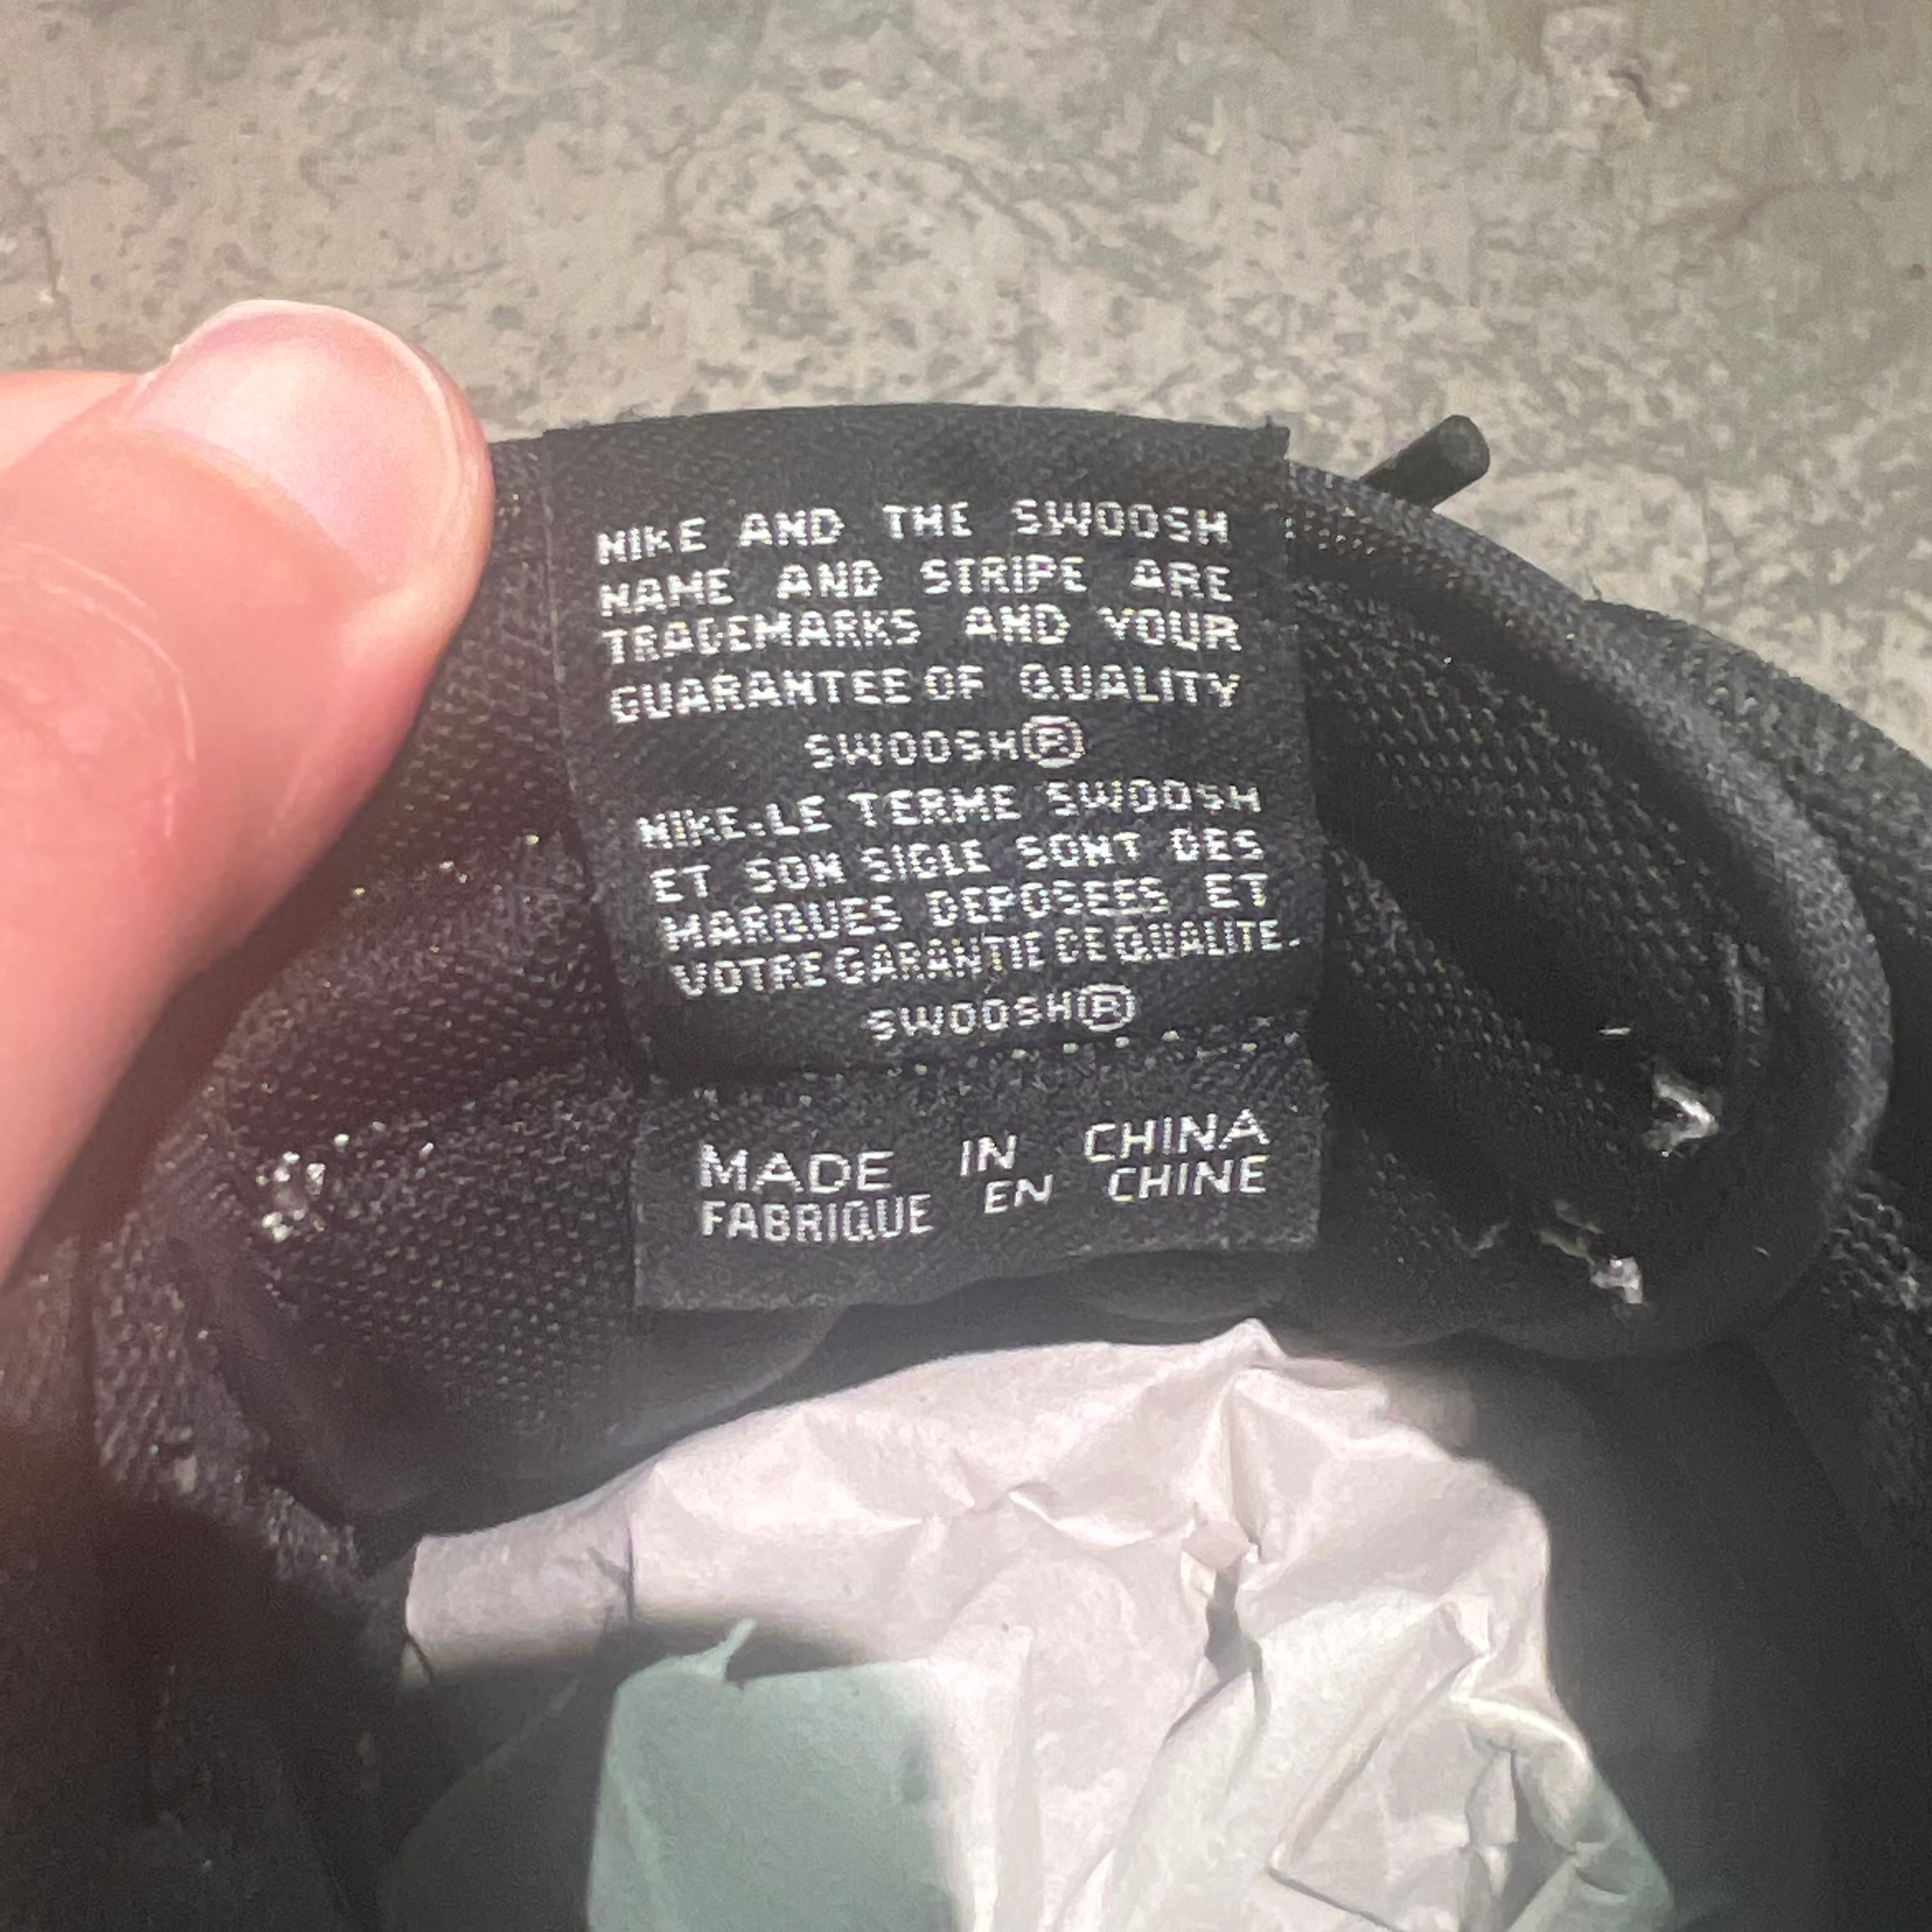 NIKE AND THE SWOOSH
NAME AND STRIPE ARE
TRADEMARKS AND YOUR
GUARANTEE OF QUALITY
SWOOSH®
NIKE.LE TERME SWOOSH
ET SON SIGLE SONT DES
MARQUES DEPOSEES ET
VOTRE GARANTIE DE QUALITE.
SWOOSH®
MADE IN CHINA
FABRIQUE EN CHINE